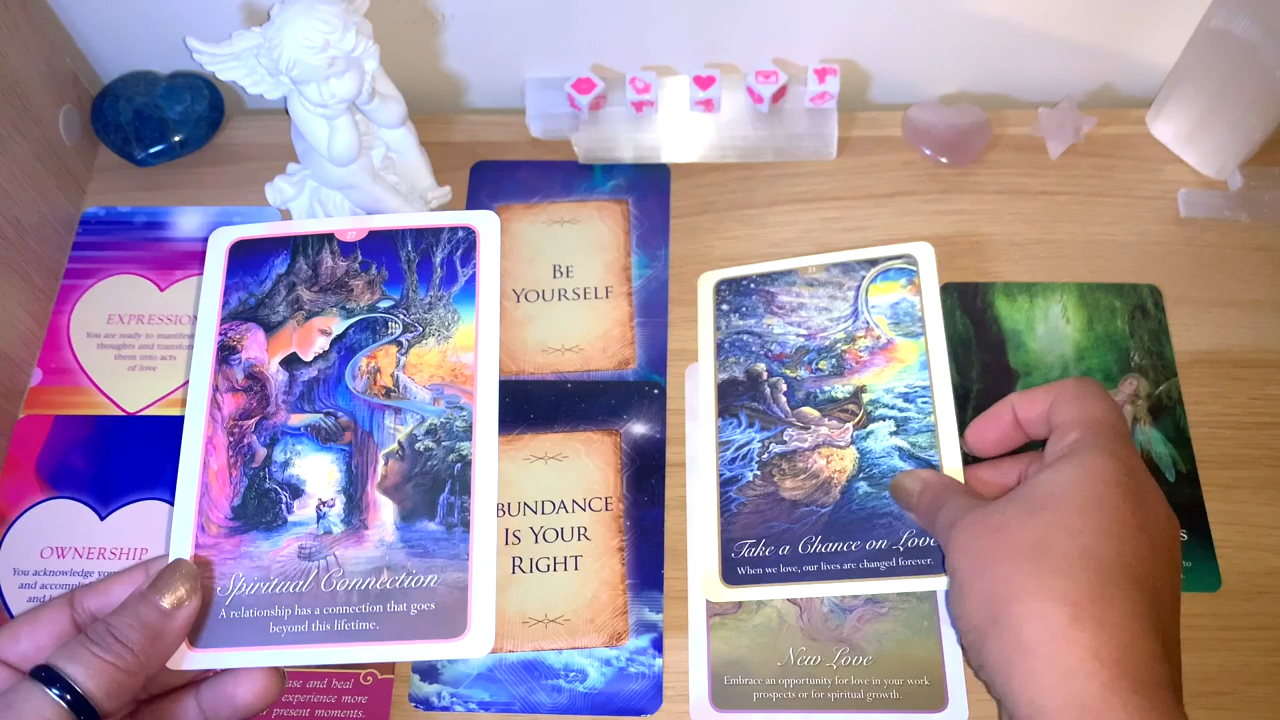 EXPRESSION
You are ready to manifest
thoughts and transform
them into acts
of love
OWNERSHIP
You acknowledge your
and
27
Spiritual Connection
A relationship has a connection that goes
beyond this lifetime.
ase and heal
experience more
r present moments.
BE
YOURSELF
BUNDANCE
IS YOUR
RIGHT
Take a Chance on Love
When we love, our lives are changed forever.
New Love
Embrace an opportunity for love in your work
prospects or for spiritual growth.
S
to